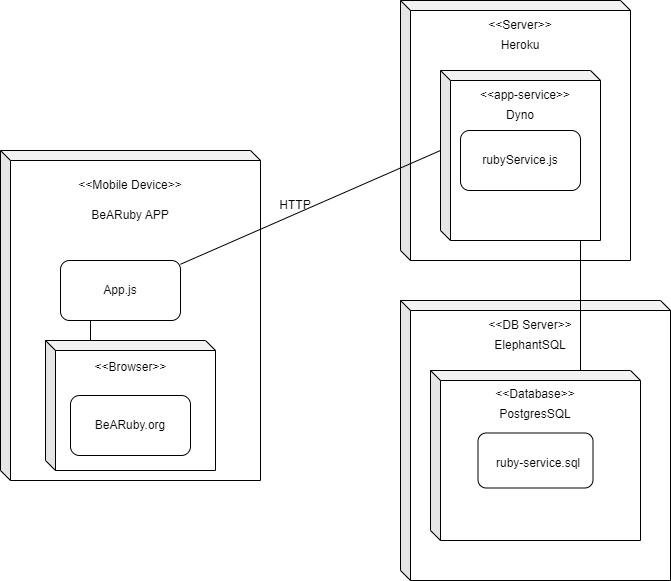 <<Server>>
Heroku
<<app-service>>
Dyno
rubyService.js
<<Mobile Device>>
BeARuby APP
HTTP
App.js
<<Browser>>
BeARuby.org
<<DB Server>>
ElephantSQL
<<Database>>
PostgresSQL
ruby-service.sql